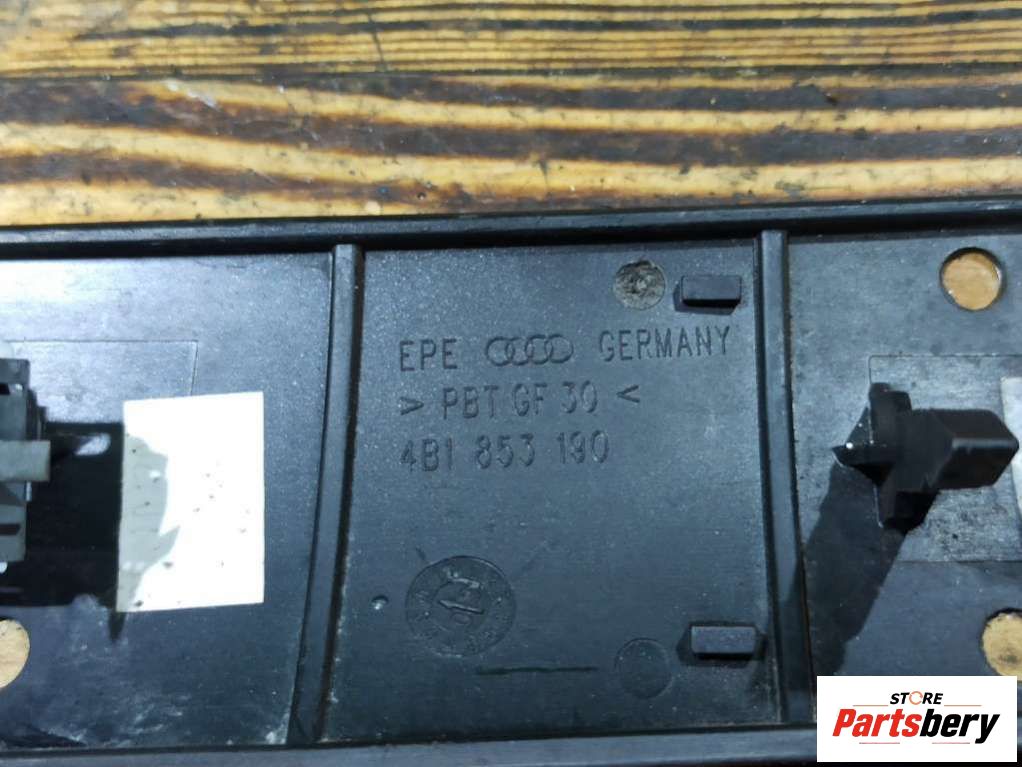 EPE GERMANY
> PBT GF 30 <
4B1 853 190
STORE
Partsbery